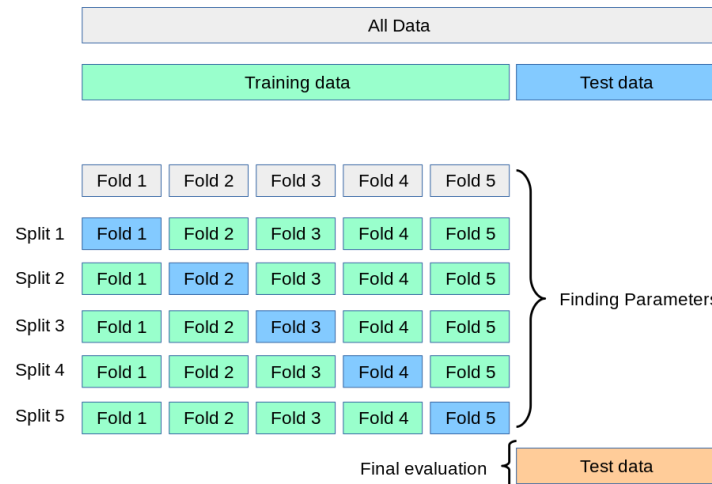 All Data
Training data Test data
Fold 1 Fold 2 Fold 3 Fold 4 Fold 5
Split 1 Fold 1 Fold 2 Fold 3 Fold 4 Fold 5
Split 2 Fold 1 Fold 2 Fold 3 Fold 4 Fold 5
Finding Parameters
Split 3 Fold 1 Fold 2 Fold 3 Fold 4 Fold 5
Split 4 Fold 1 Fold 2 Fold 3 Fold 4 Fold 5
Split 5 Fold 1 Fold 2 Fold 3 Fold 4 Fold 5
Final evaluation Test data